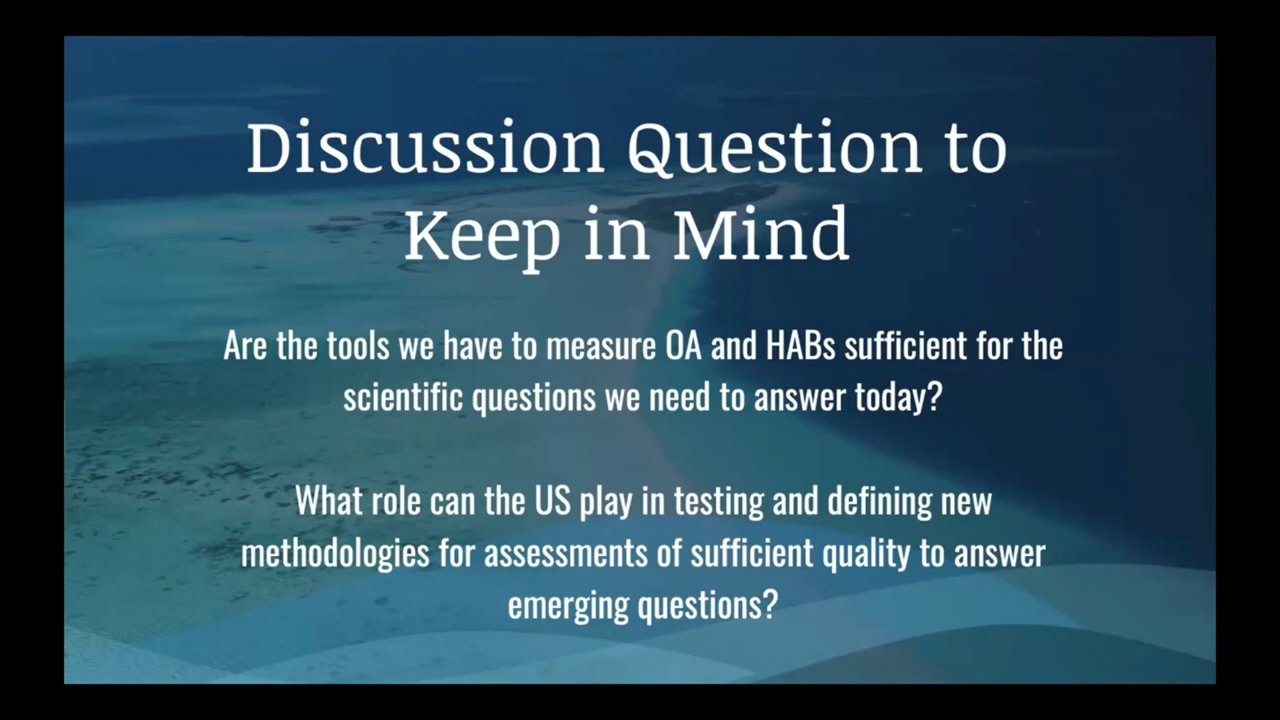 Discussion Question to
Keep in Mind
Are the tools we have to measure OA and HABs sufficient for the
scientific questions we need to answer today?
What role can the US play in testing and defining new
methodologies for assessments of sufficient quality to answer
emerging questions?